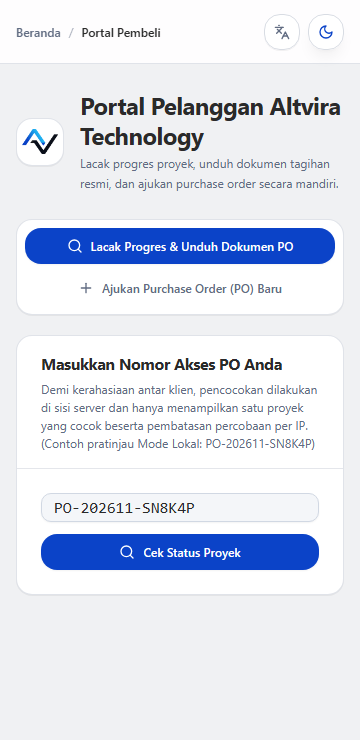 Beranda / Portal Pembeli
Portal Pelanggan Altvira
Technology
Lacak progres proyek, unduh dokumen tagihan
resmi, dan ajukan purchase order secara mandiri.
Lacak Progres & Unduh Dokumen PO
Ajukan Purchase Order (PO) Baru
Masukkan Nomor Akses PO Anda
Demi kerahasiaan antar klien, pencocokan dilakukan
di sisi server dan hanya menampilkan satu proyek
yang cocok beserta pembatasan percobaan per IP.
(Contoh pratinjau Mode Lokal: PO-202611-SN8K4P)
PO-202611-SN8K4P
Cek Status Proyek